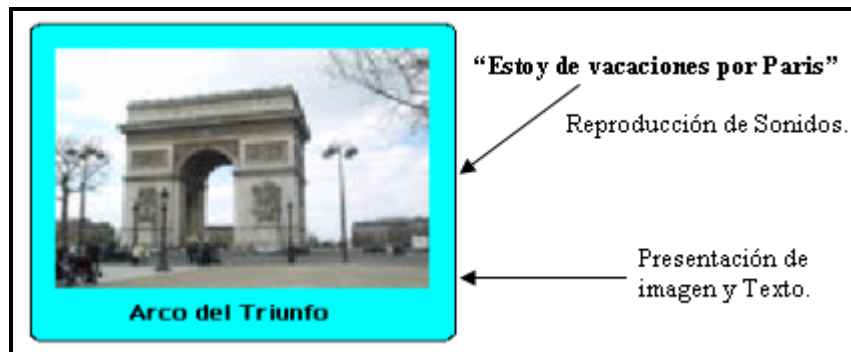 “Estoy de vacaciones por Paris”
Reproducción de Sonidos.
Presentación de
imagen y Texto.
Arco del Triunfo